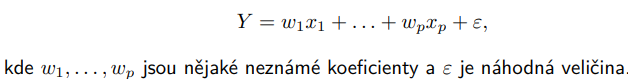 Y = w₁x₁ + … + wₚxₚ + ε,
kde w₁, …, wₚ jsou nějaké neznámé koeficienty a ε je náhodná veličina.